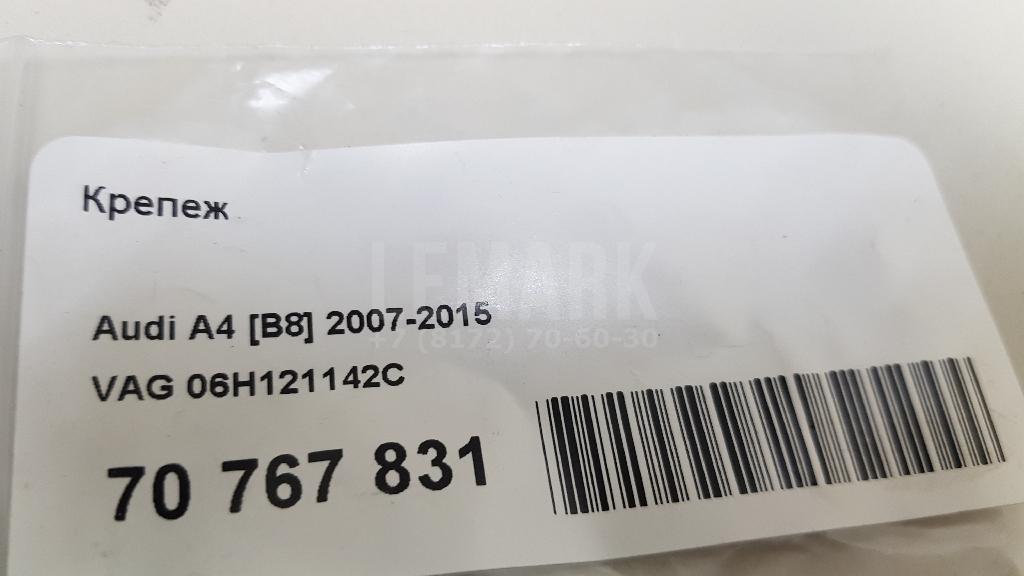 Крепеж
LEMARK
Audi A4 [B8] 2007-2015
+7 (8172) 70-60-30
VAG 06H121142C
70 767 831